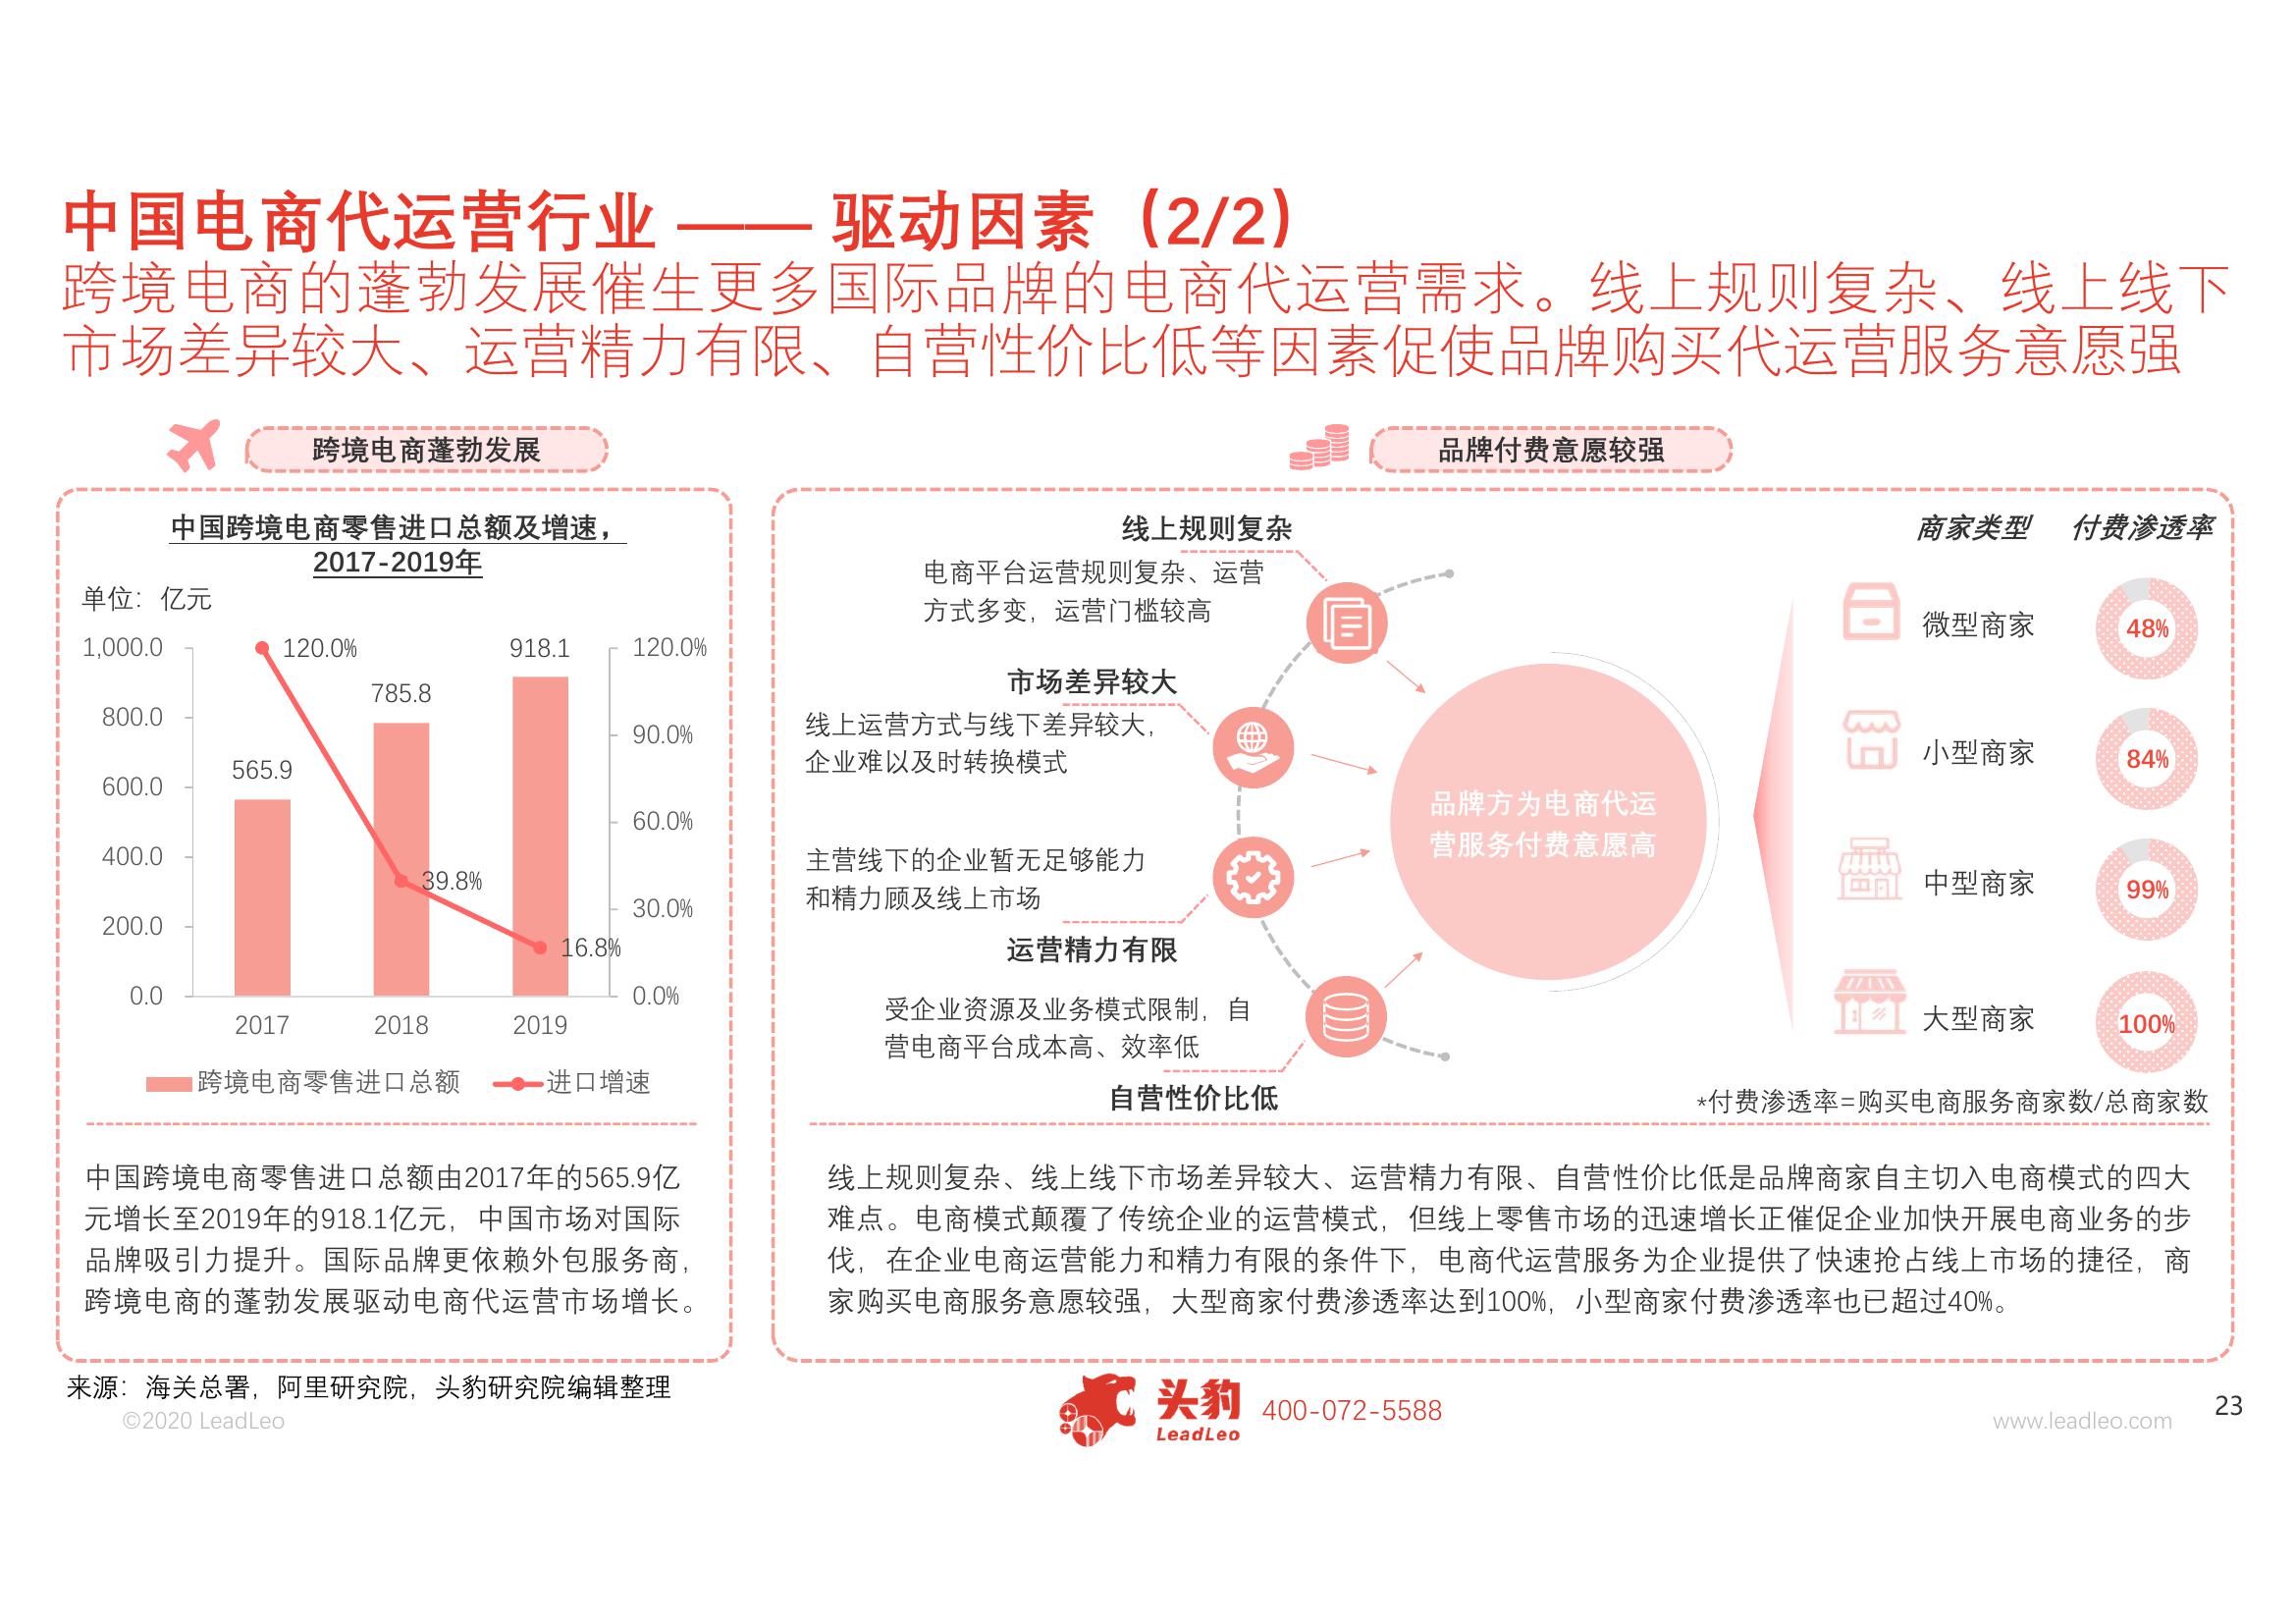 中国电商代运营行业 —— 驱动因素（2/2）
跨境电商的蓬勃发展催生更多国际品牌的电商代运营需求。线上规则复杂、线上线下
市场差异较大、运营精力有限、自营性价比低等因素促使品牌购买代运营服务意愿强
跨境电商蓬勃发展
中国跨境电商零售进口总额及增速，
2017-2019年
单位：亿元
1,000.0
800.0
600.0
400.0
200.0
0.0
565.9
785.8
918.1
120.0%
39.8%
16.8%
120.0%
90.0%
60.0%
30.0%
0.0%
2017
2018
2019
跨境电商零售进口总额
进口增速
中国跨境电商零售进口总额由2017年的565.9亿
元增长至2019年的918.1亿元，中国市场对国际
品牌吸引力提升。国际品牌更依赖外包服务商，
跨境电商的蓬勃发展驱动电商代运营市场增长。
品牌付费意愿较强
线上规则复杂
电商平台运营规则复杂、运营
方式多变，运营门槛较高
市场差异较大
线上运营方式与线下差异较大，
企业难以及时转换模式
主营线下的企业暂无足够能力
和精力顾及线上市场
运营精力有限
受企业资源及业务模式限制，自
营电商平台成本高、效率低
自营性价比低
品牌方为电商代运
营服务付费意愿高
商家类型 付费渗透率
微型商家 48%
小型商家 84%
中型商家 99%
大型商家 100%
*付费渗透率=购买电商服务商家数/总商家数
线上规则复杂、线上线下市场差异较大、运营精力有限、自营性价比低是品牌商家自主切入电商模式的四大
难点。电商模式颠覆了传统企业的运营模式，但线上零售市场的迅速增长正催促企业加快开展电商业务的步
伐，在企业电商运营能力和精力有限的条件下，电商代运营服务为企业提供了快速抢占线上市场的捷径，商
家购买电商服务意愿较强，大型商家付费渗透率达到100%，小型商家付费渗透率也已超过40%。
来源：海关总署，阿里研究院，头豹研究院编辑整理
©2020 LeadLeo
头豹
LeadLeo
400-072-5588
www.leadleo.com
23